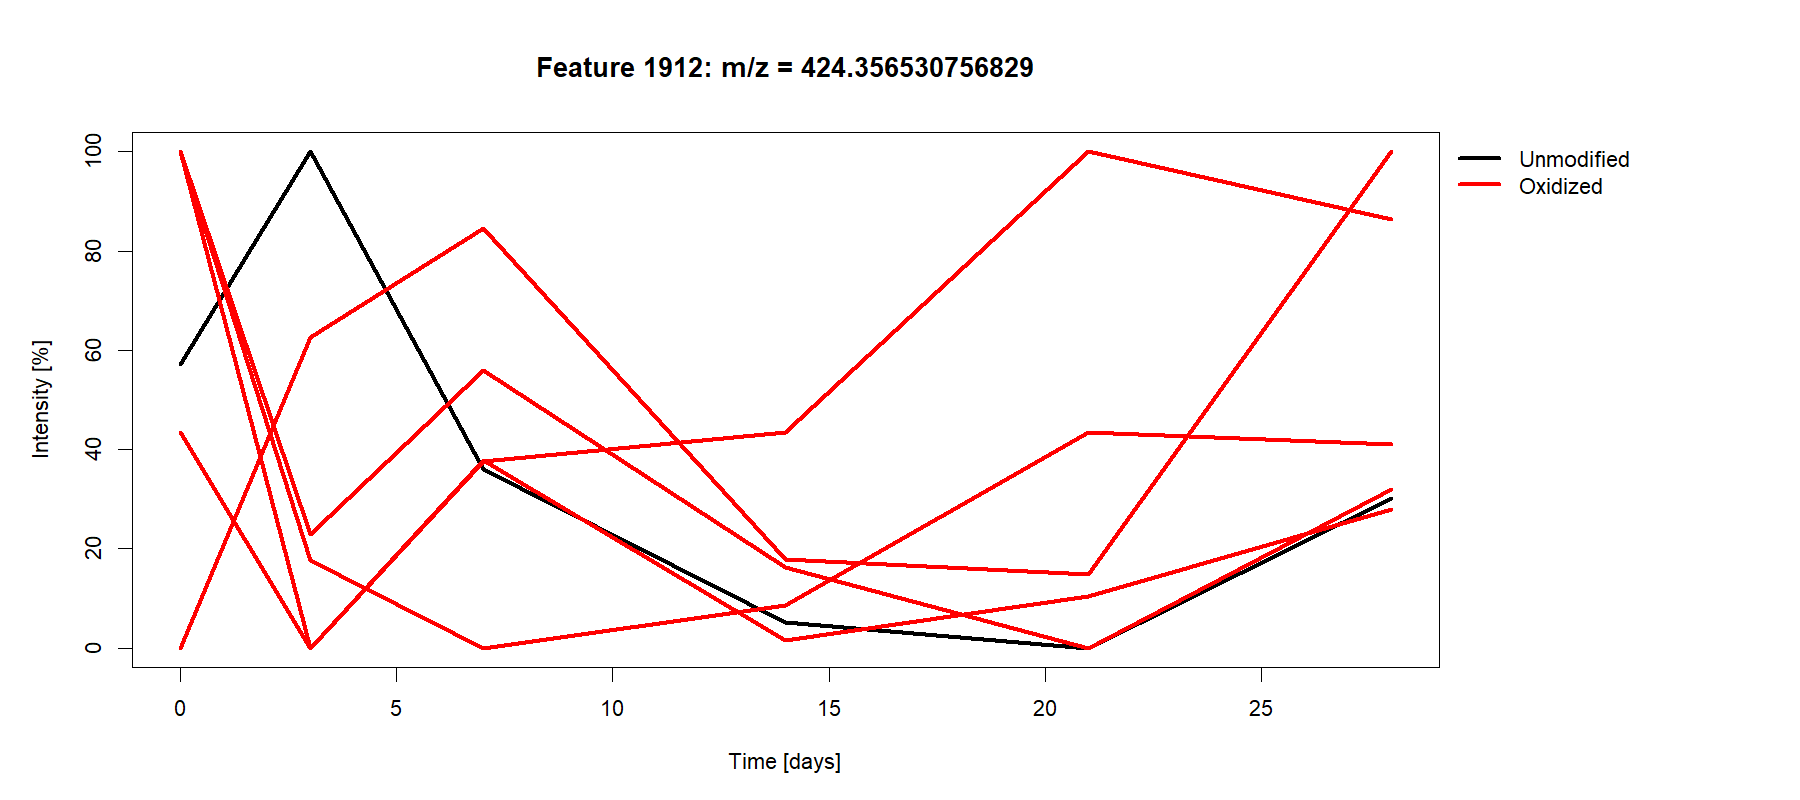 Feature 1912: m/z = 424.356530756829
Unmodified
Oxidized
100
80
60
40
20
0
Intensity [%]
0 5 10 15 20 25
Time [days]